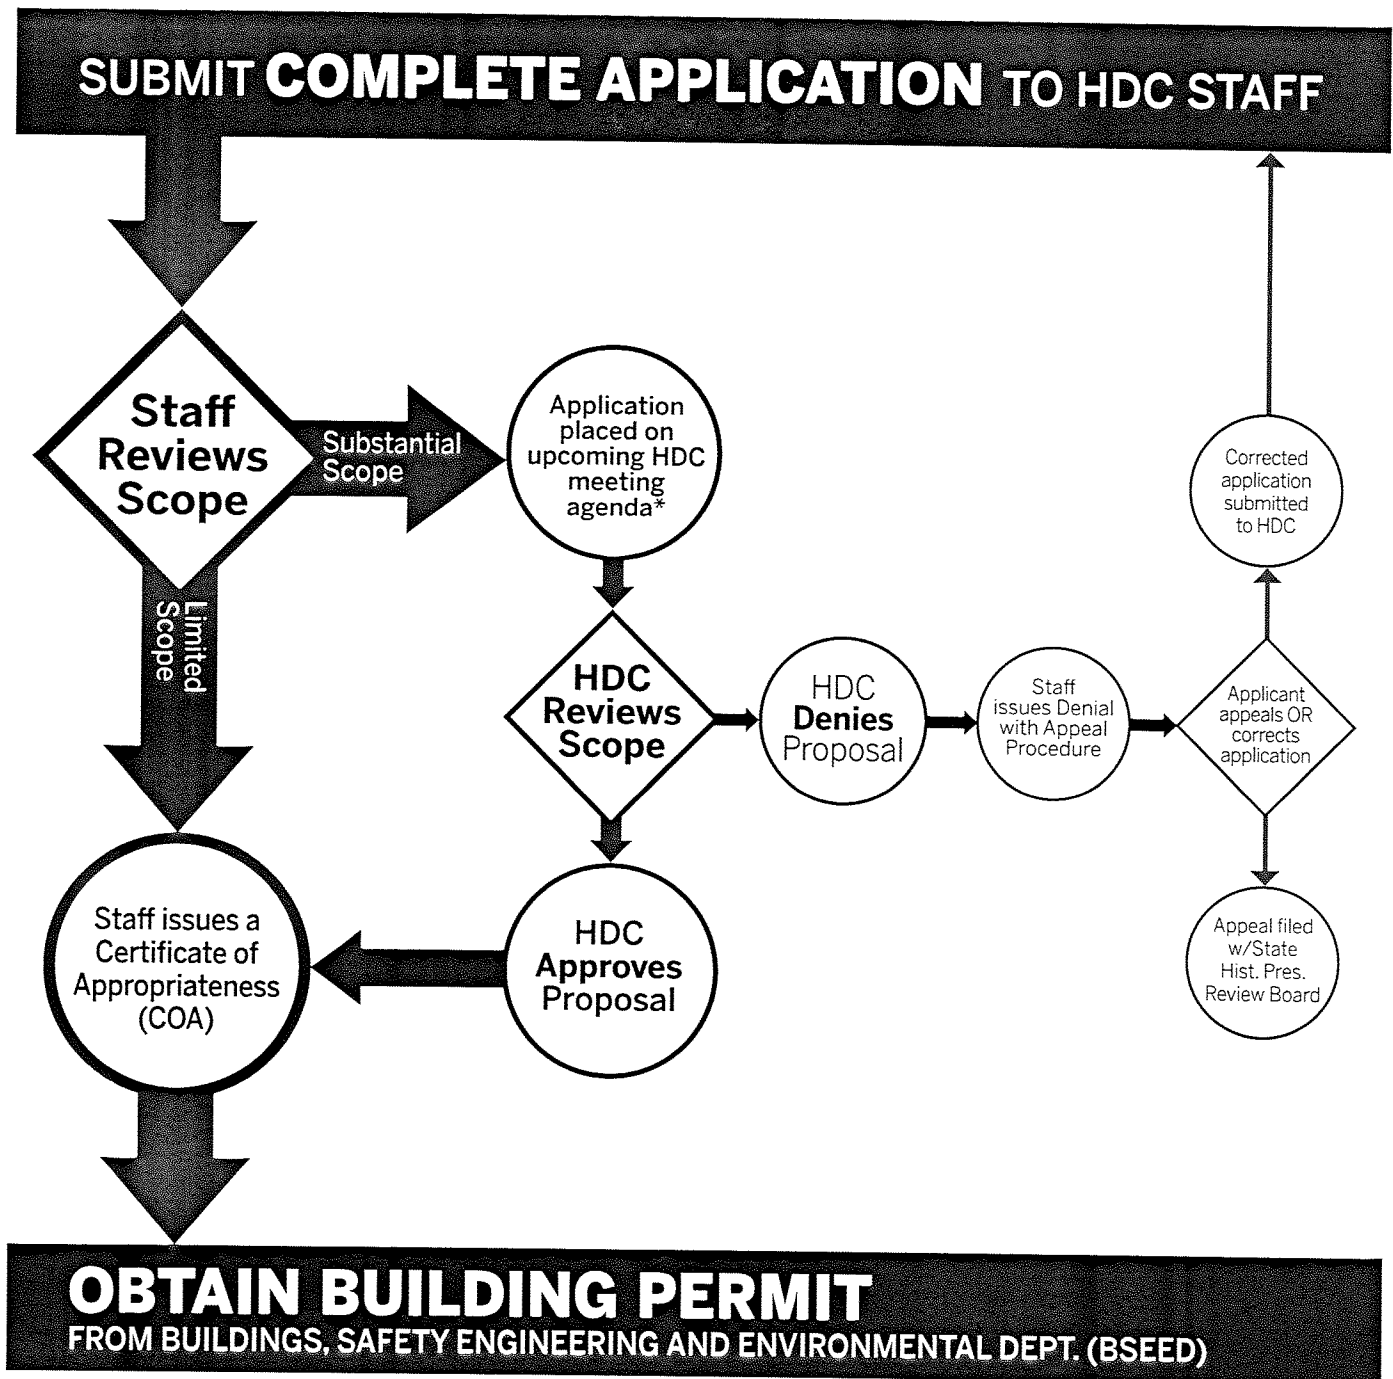 SUBMIT COMPLETE APPLICATION TO HDC STAFF
Staff
Reviews
Scope
Substantial
Scope
Application
placed on
upcoming HDC
meeting
agenda*
Corrected
application
submitted
to HDC
Limited
Scope
HDC
Reviews
Scope
HDC
Denies
Proposal
Staff
issues Denial
with Appeal
Procedure
Applicant
appeals OR
corrects
application
Staff issues a
Certificate of
Appropriateness
(COA)
HDC
Approves
Proposal
Appeal filed
w/State
Hist. Pres.
Review Board
OBTAIN BUILDING PERMIT
FROM BUILDINGS, SAFETY ENGINEERING AND ENVIRONMENTAL DEPT. (BSEED)